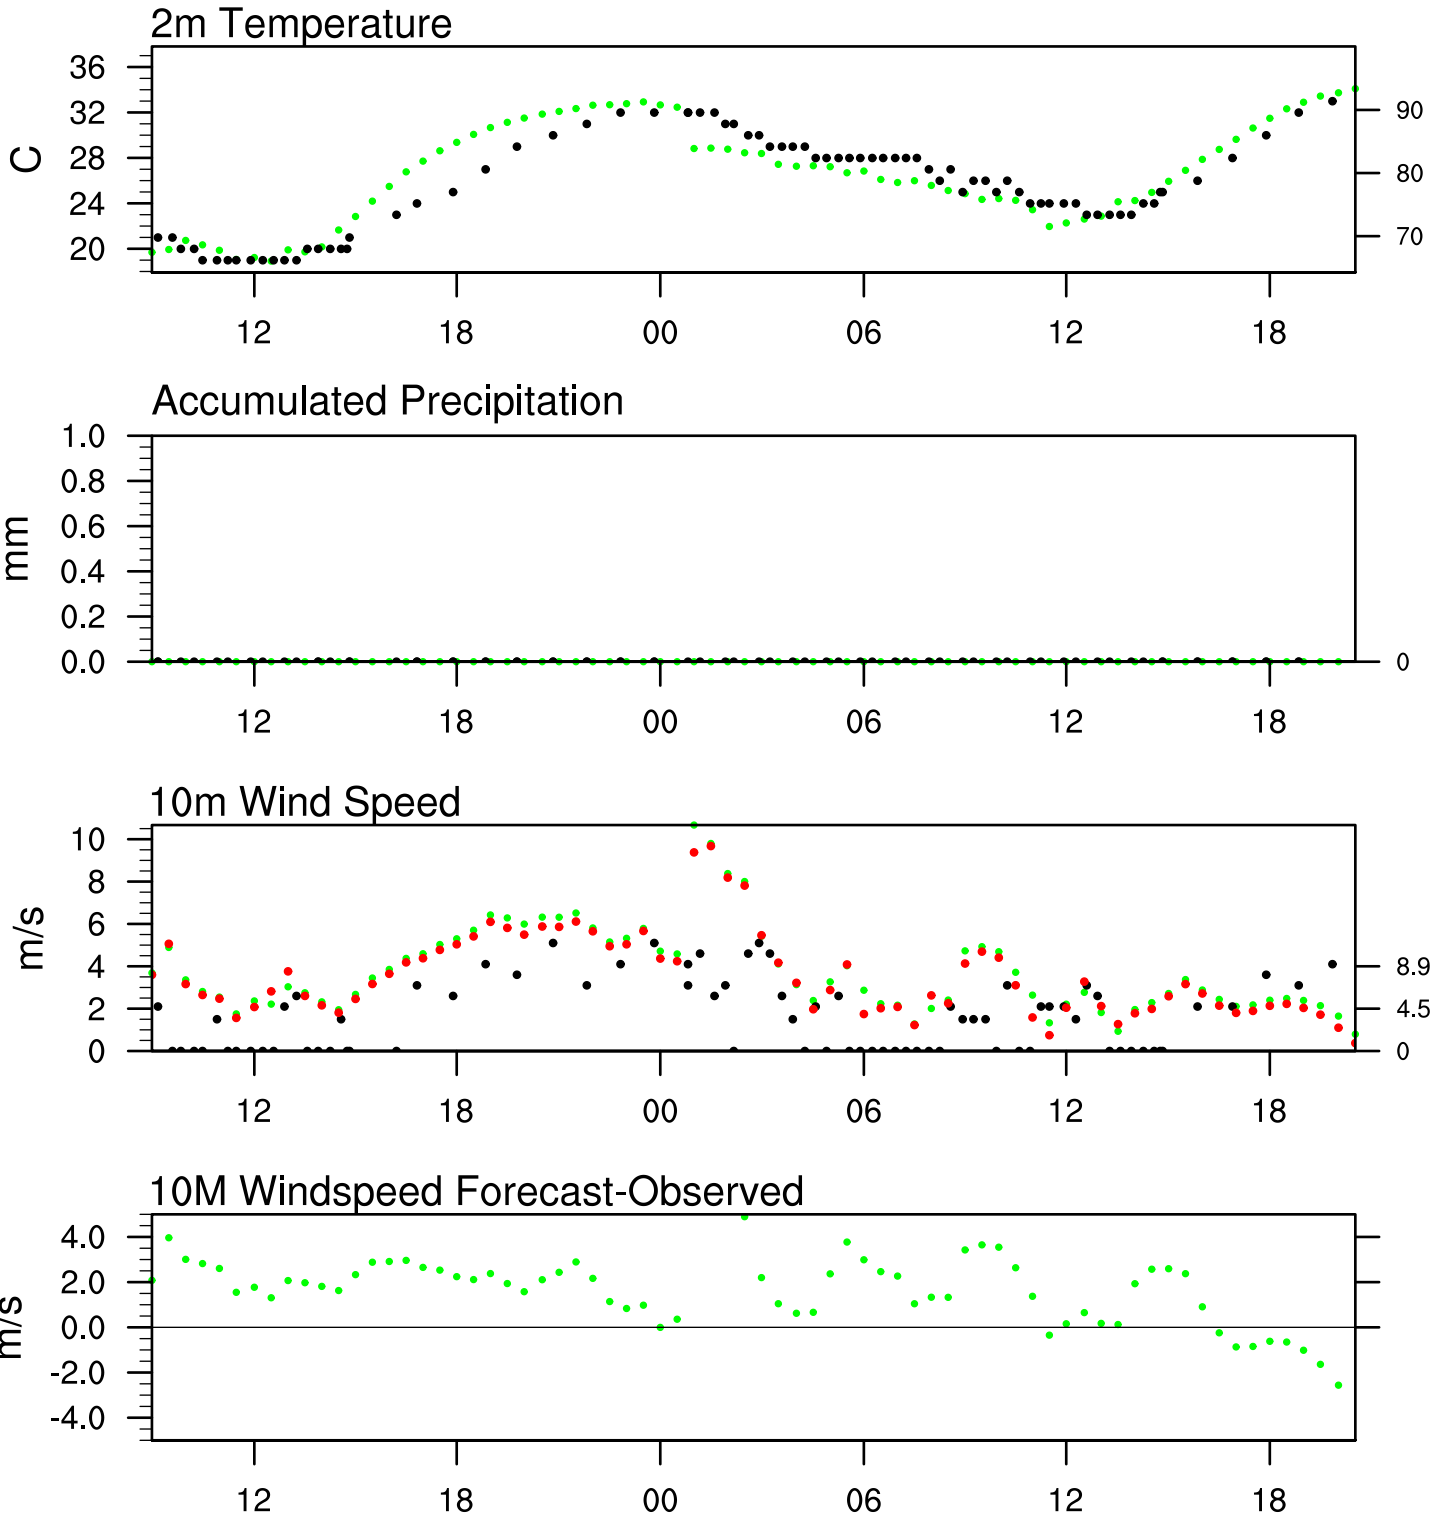 2m Temperature
36
32
28
24
20
C
90
80
70
12 18 00 06 12 18
Accumulated Precipitation
1.0
0.8
0.6
0.4
0.2
0.0
mm
0
12 18 00 06 12 18
10m Wind Speed
10
8
6
4
2
0
m/s
8.9
4.5
0
12 18 00 06 12 18
10M Windspeed Forecast-Observed
4.0
2.0
0.0
-2.0
-4.0
m/s
12 18 00 06 12 18